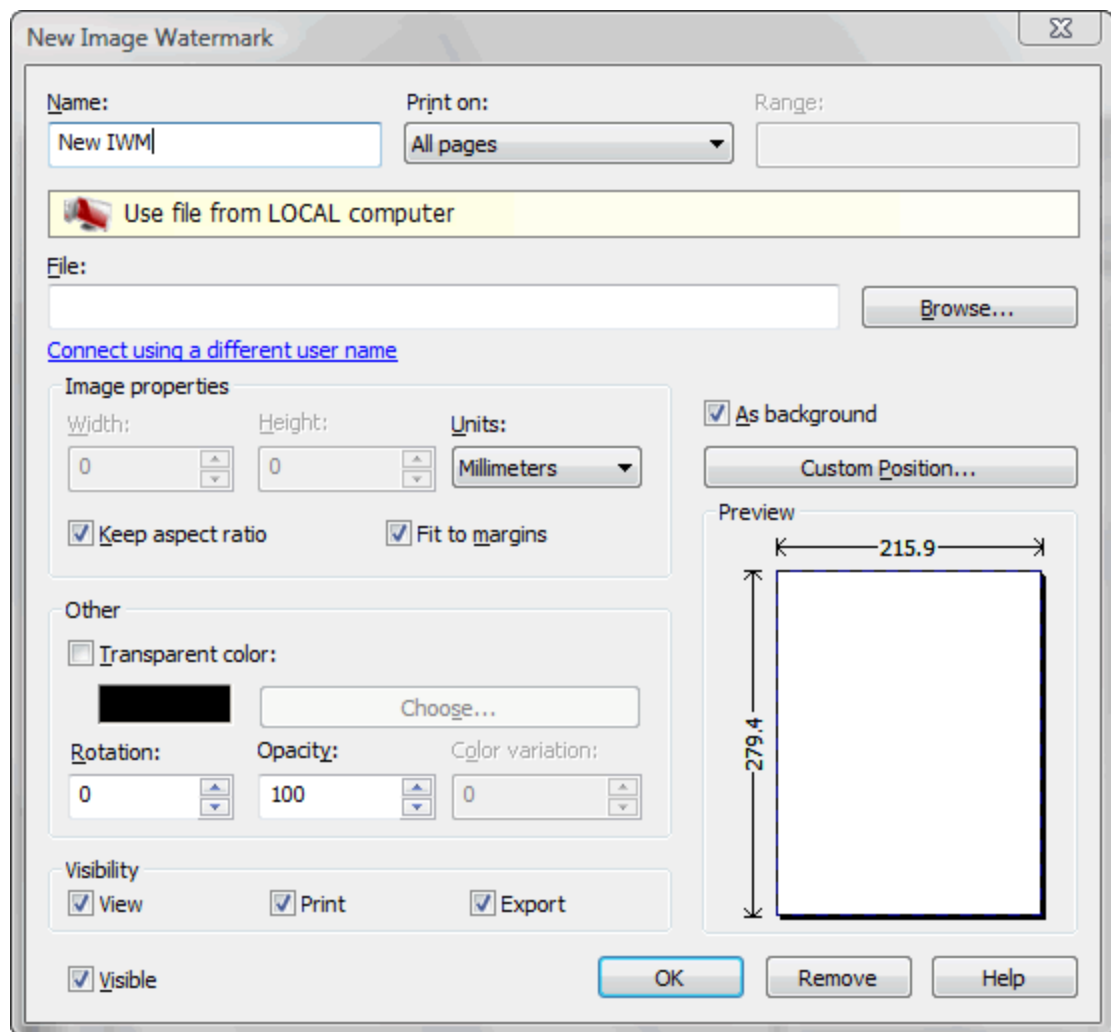 New Image Watermark
Name: Print on: Range:
New IWM All pages
Use file from LOCAL computer
File:
Browse...
Connect using a different user name
Image properties
Width: Height: Units:
0 0 Millimeters
Keep aspect ratio Fit to margins
As background
Custom Position...
Preview
215.9
279.4
Other
Transparent color:
Choose...
Rotation: Opacity: Color variation:
0 100 0
Visibility
View Print Export
Visible OK Remove Help